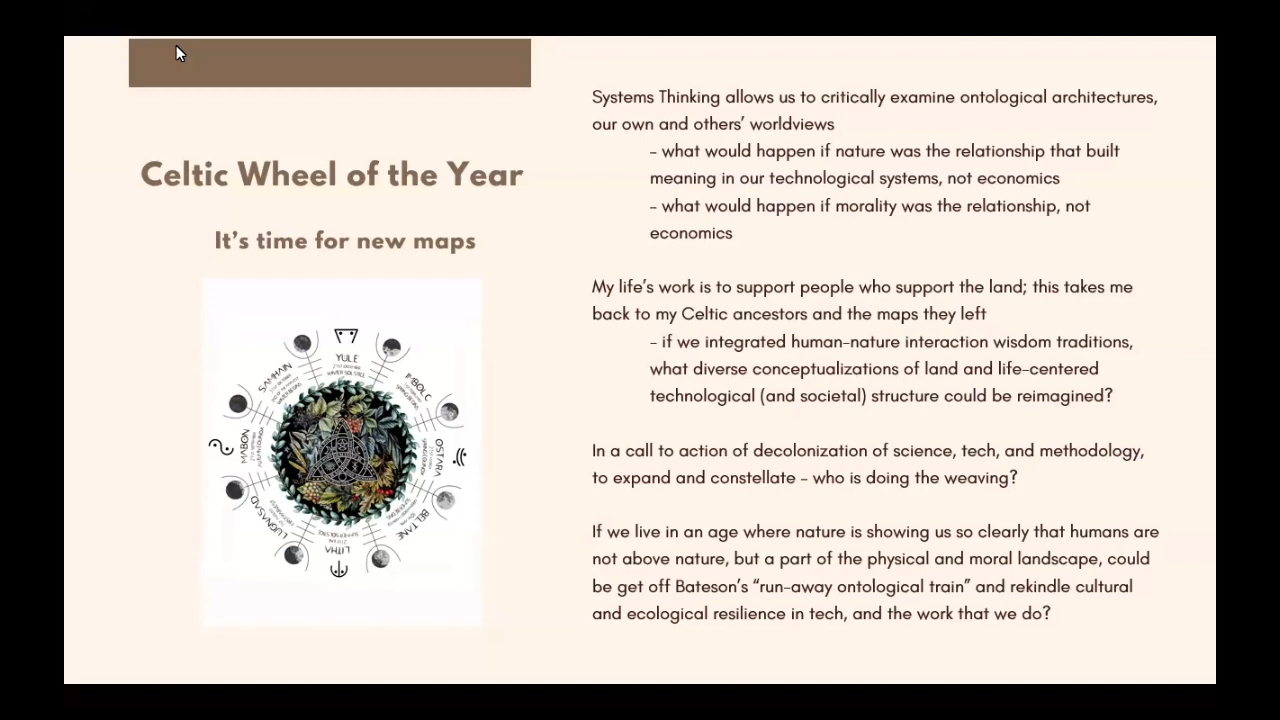 Celtic Wheel of the Year
It's time for new maps
YULE
IMBOLC
OSTARA
BELTANE
LITHA
LUGNASAD
MABON
SAMHAIN
Systems Thinking allows us to critically examine ontological architectures,
our own and others' worldviews
- what would happen if nature was the relationship that built
meaning in our technological systems, not economics
- what would happen if morality was the relationship, not
economics
My life's work is to support people who support the land; this takes me
back to my Celtic ancestors and the maps they left
- if we integrated human-nature interaction wisdom traditions,
what diverse conceptualizations of land and life-centered
technological (and societal) structure could be reimagined?
In a call to action of decolonization of science, tech, and methodology,
to expand and constellate - who is doing the weaving?
If we live in an age where nature is showing us so clearly that humans are
not above nature, but a part of the physical and moral landscape, could
be get off Bateson's "run-away ontological train" and rekindle cultural
and ecological resilience in tech, and the work that we do?